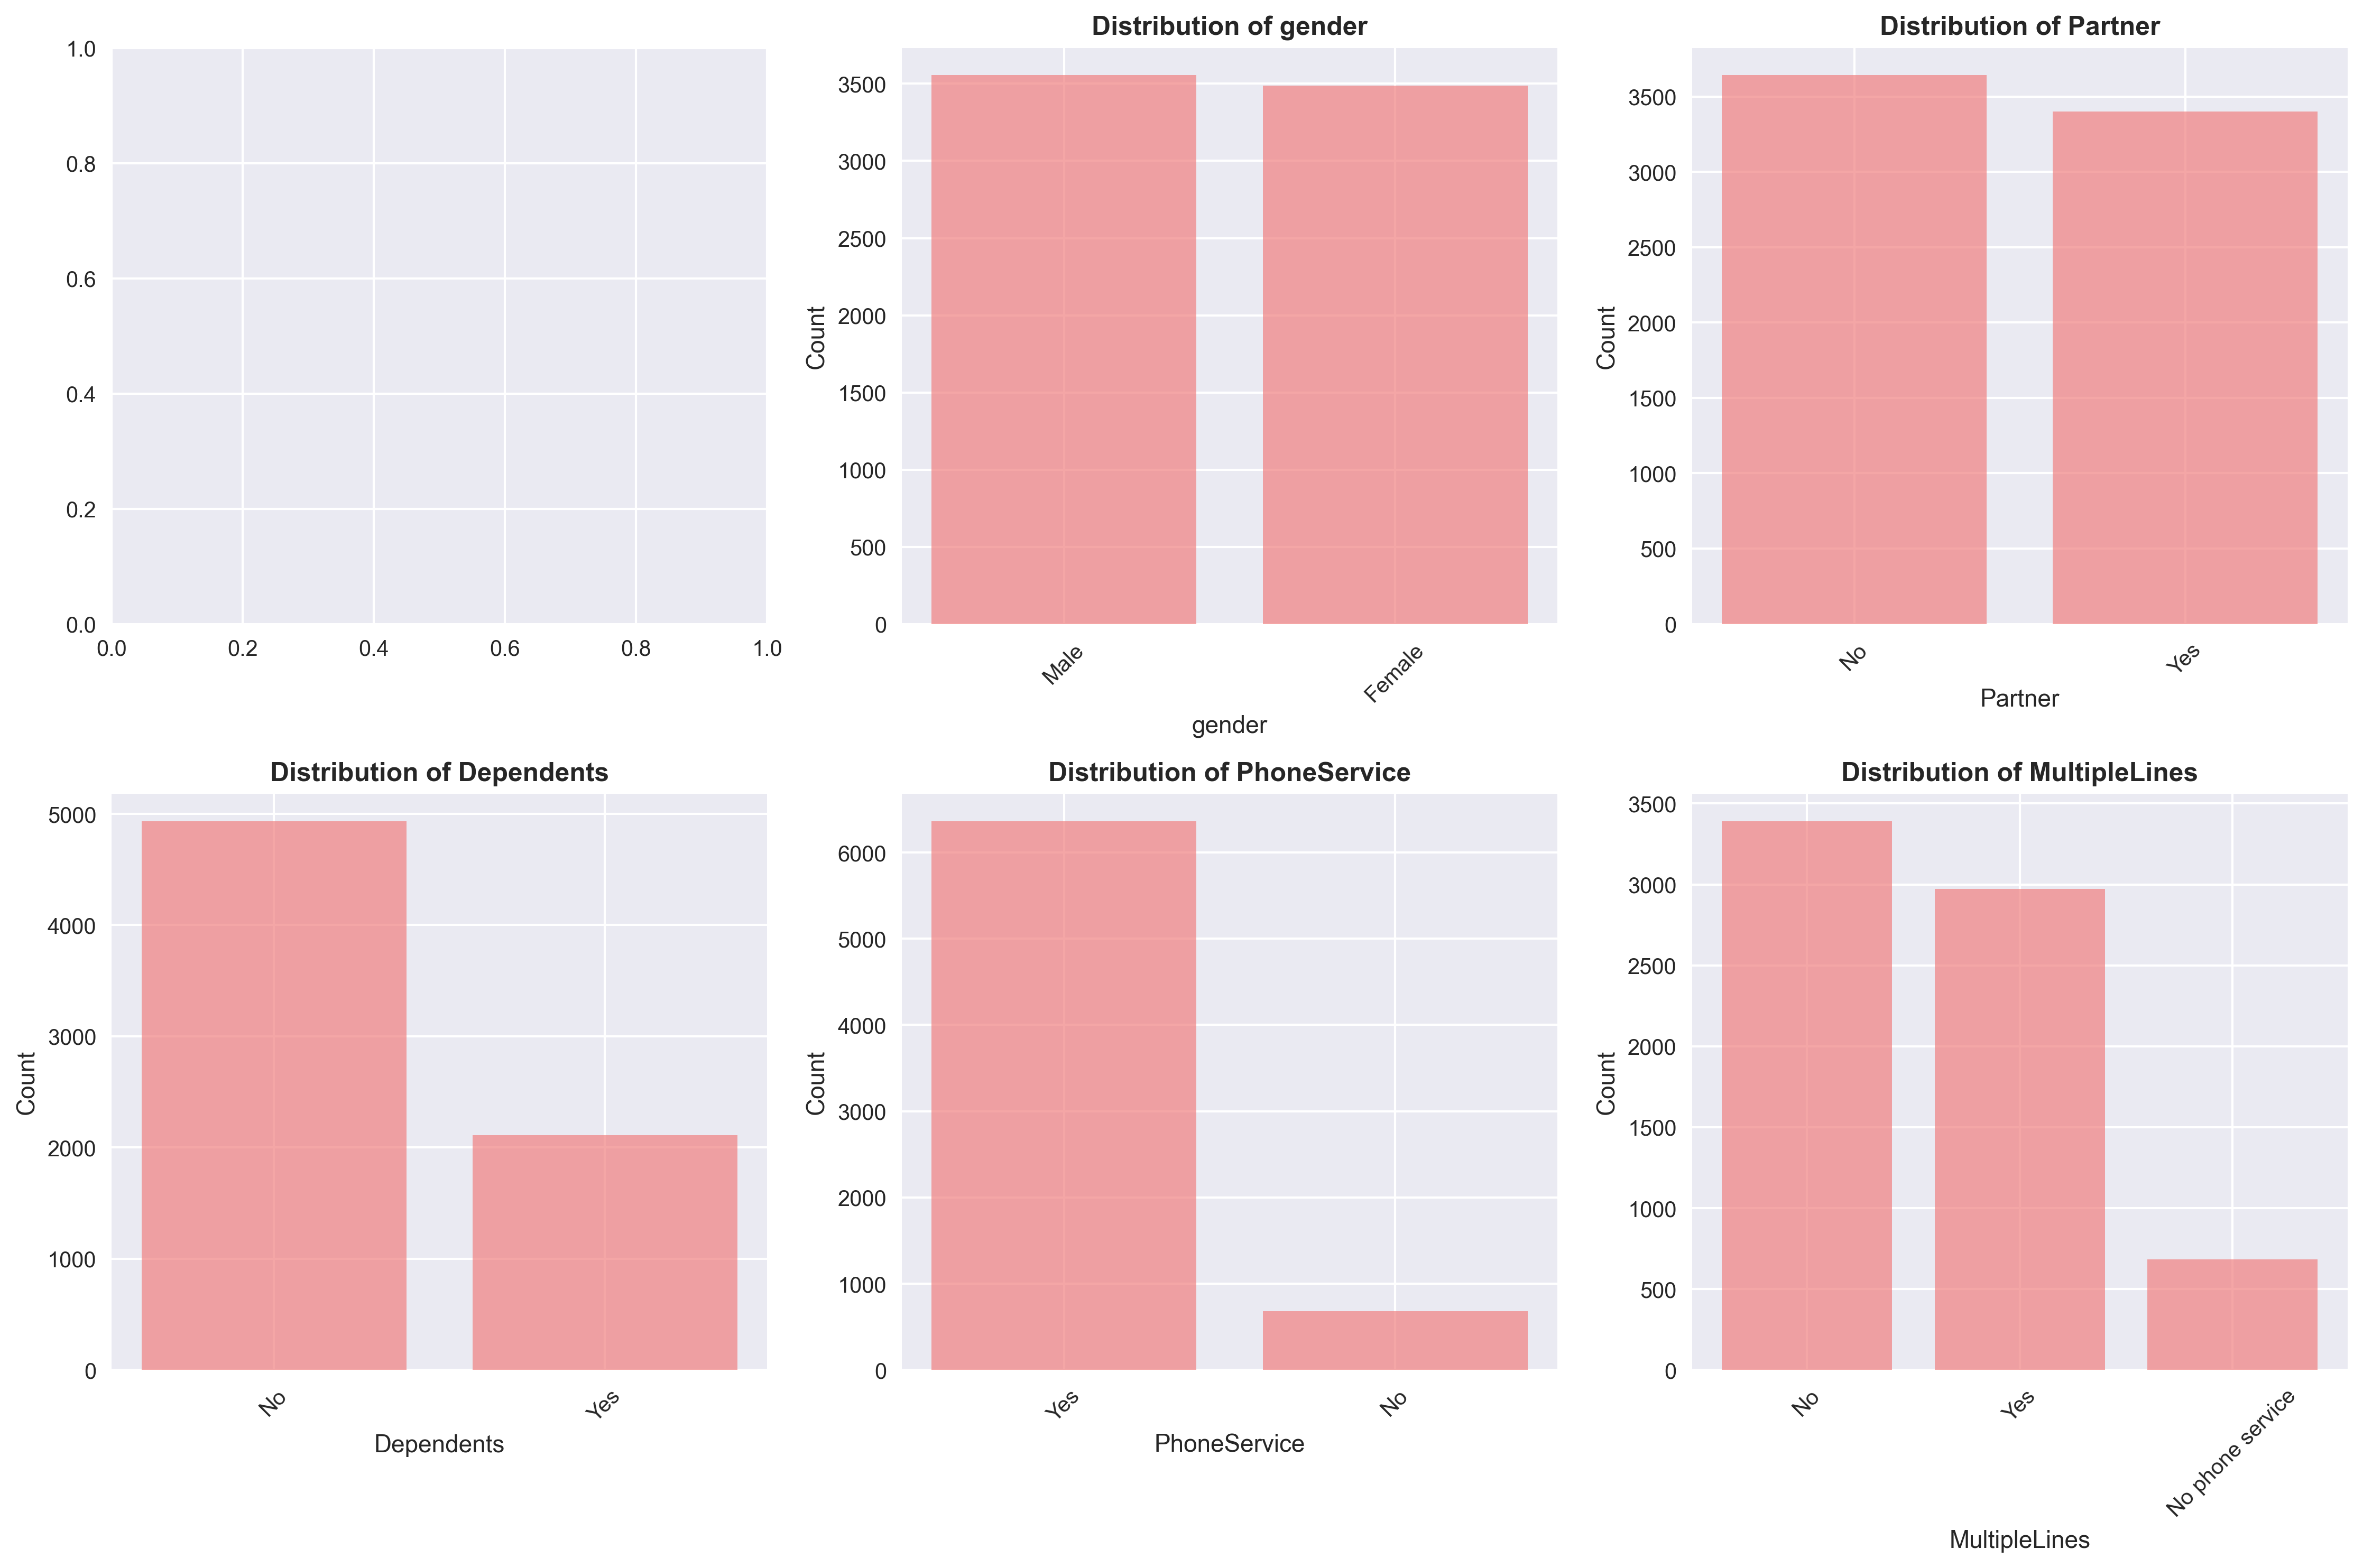 1.0
0.8
0.6
0.4
0.2
0.0
0.0 0.2 0.4 0.6 0.8 1.0
Distribution of gender
Count
3500
3000
2500
2000
1500
1000
500
0
Male Female
gender
Distribution of Partner
Count
3500
3000
2500
2000
1500
1000
500
0
No Yes
Partner
Distribution of Dependents
Count
5000
4000
3000
2000
1000
0
No Yes
Dependents
Distribution of PhoneService
Count
6000
5000
4000
3000
2000
1000
0
Yes No
PhoneService
Distribution of MultipleLines
Count
3500
3000
2500
2000
1500
1000
500
0
No Yes No phone service
MultipleLines